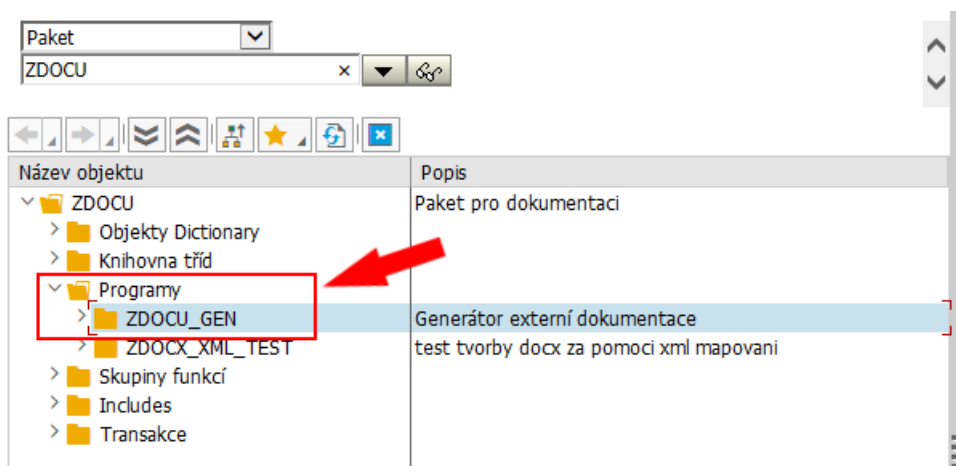 Paket
ZDOCU
Název objektu Popis
ZDOCU Paket pro dokumentaci
Objekty Dictionary
Knihovna tříd
Programy
ZDOCU_GEN Generátor externí dokumentace
ZDOCX_XML_TEST test tvorby docx za pomoci xml mapovani
Skupiny funkcí
Includes
Transakce